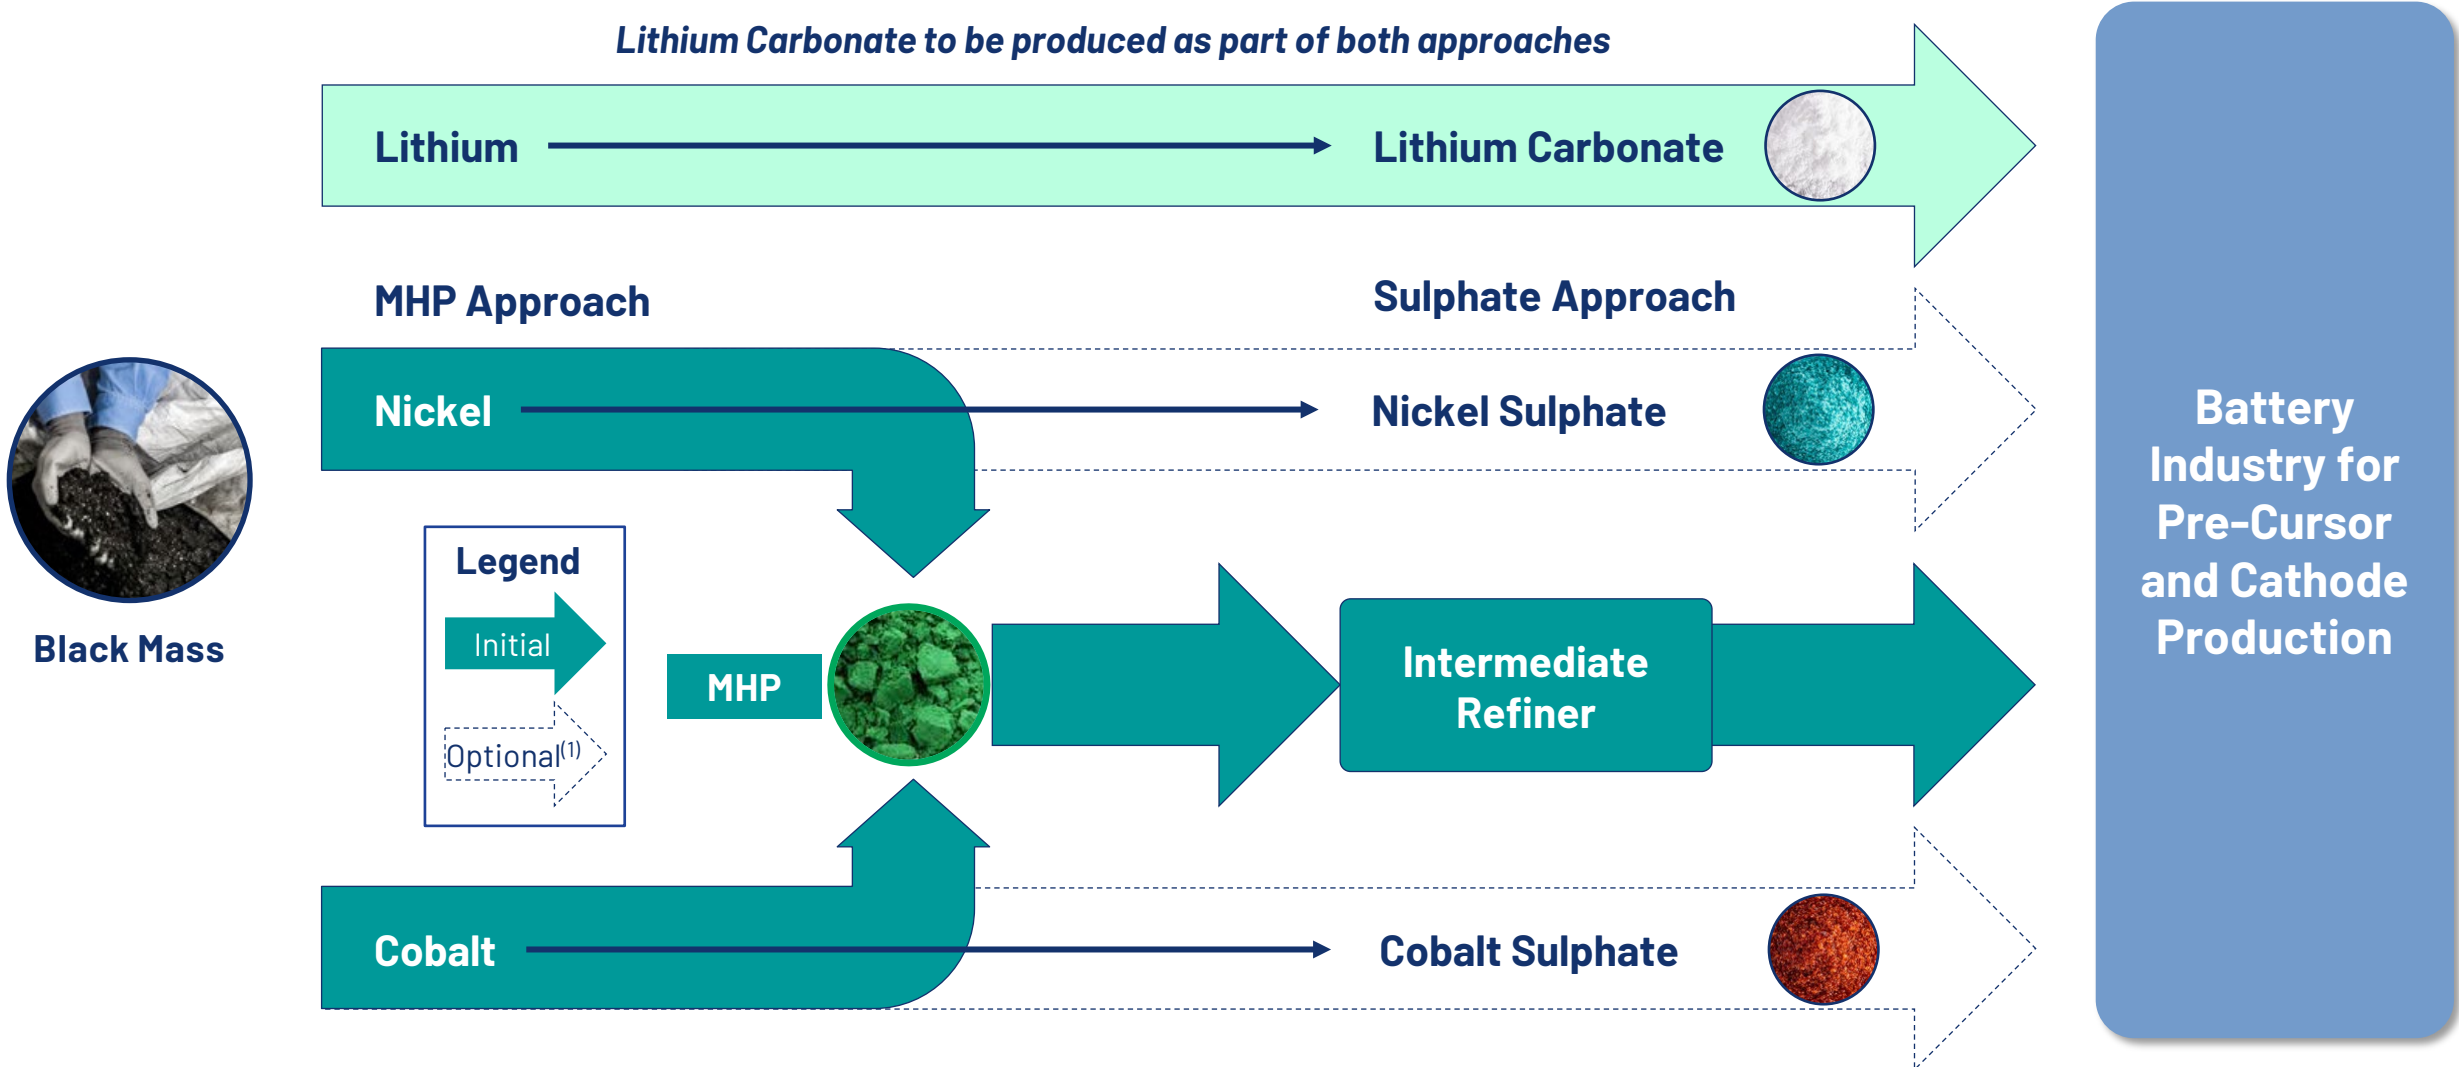 Lithium Carbonate to be produced as part of both approaches
Lithium
Lithium Carbonate
MHP Approach
Sulphate Approach
Nickel
Nickel Sulphate
Black Mass
Legend
Initial
Optional(1)
MHP
Intermediate
Refiner
Cobalt
Cobalt Sulphate
Battery
Industry for
Pre-Cursor
and Cathode
Production